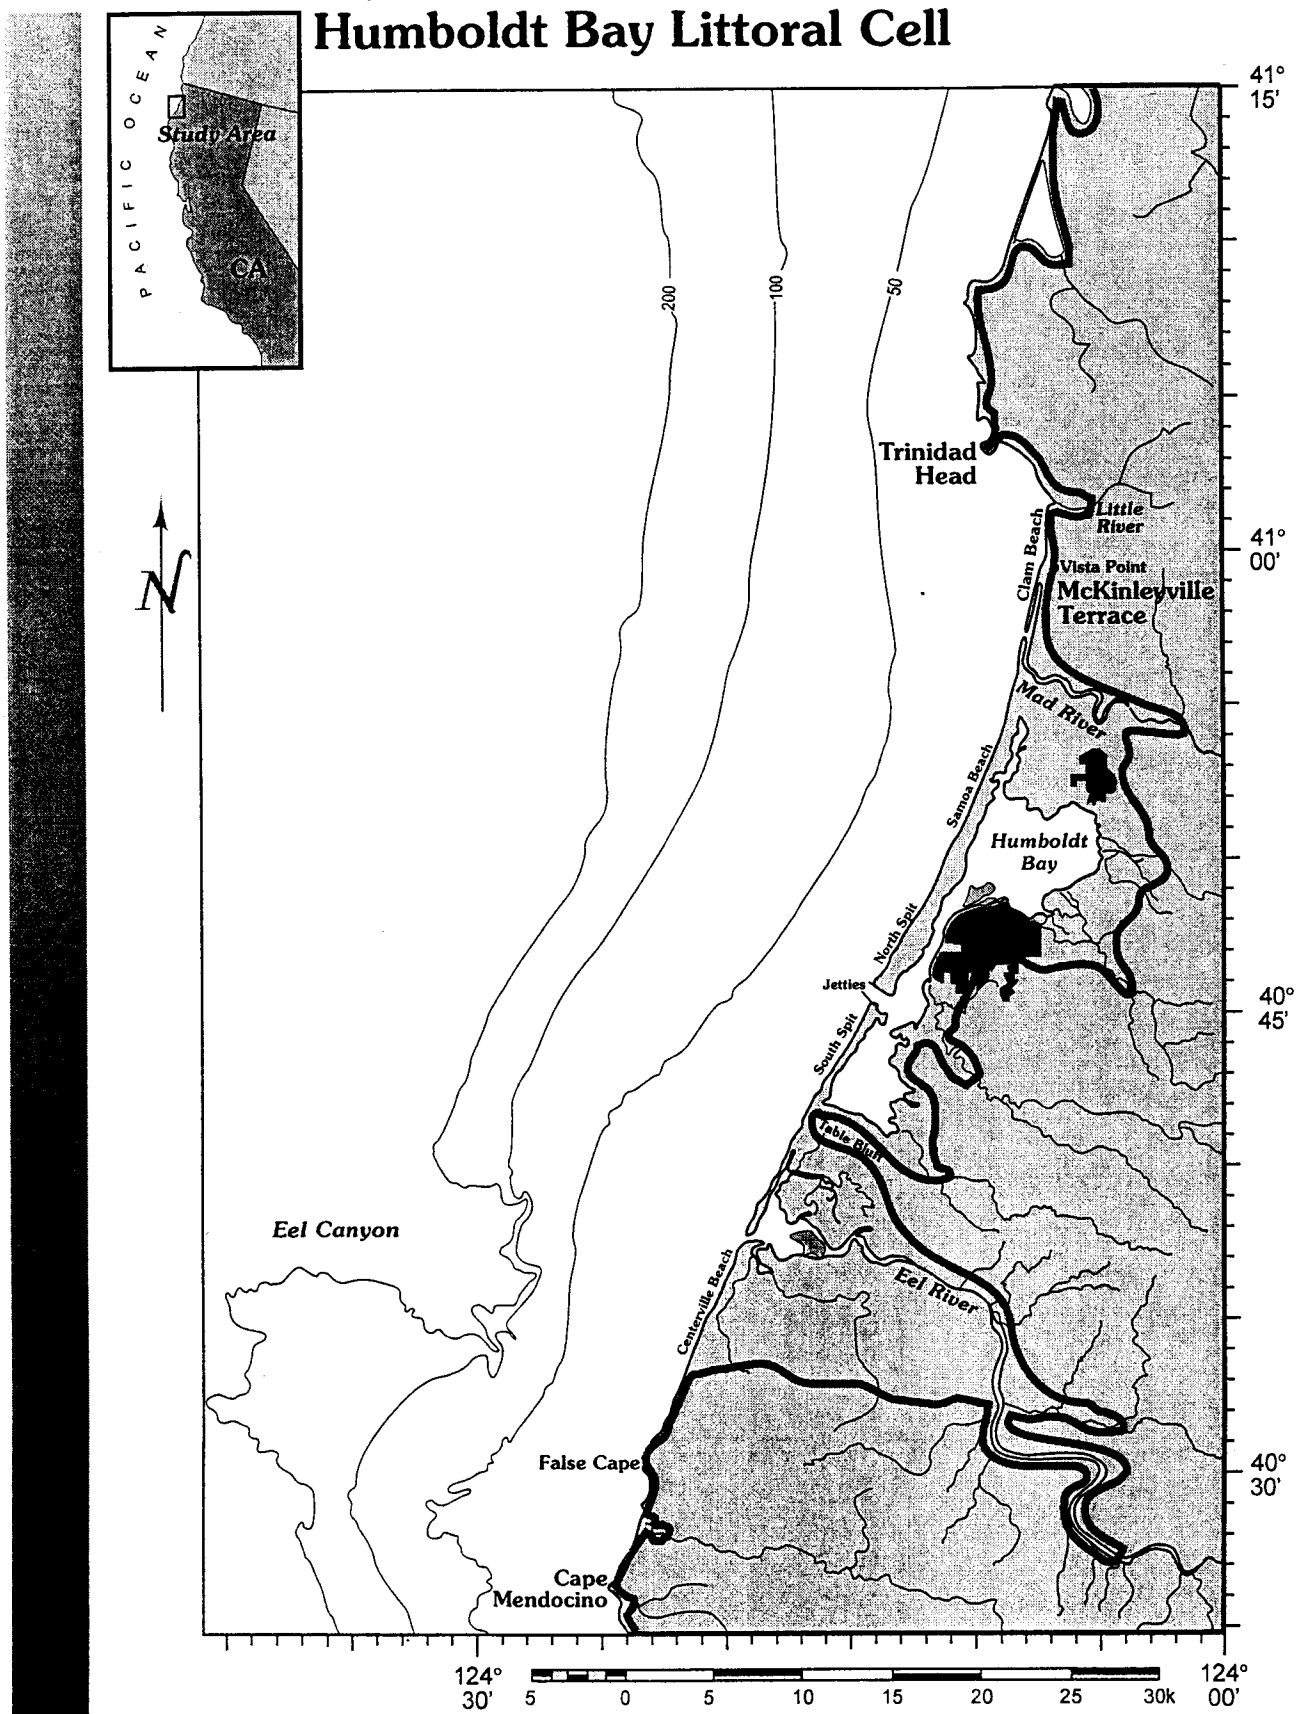 Humboldt Bay Littoral Cell
PACIFIC OCEAN
Study Area
CA
41°
15'
200
100
50
Trinidad
Head
Little
River
Clam Beach
41°
00'
Vista Point
McKinleyville
Terrace
N
Mad River
Samoa Beach
Humboldt
Bay
North Spit
Jetties
40°
45'
South Spit
Table Bluff
Eel Canyon
Eel River
Centerville Beach
False Cape
40°
30'
Cape
Mendocino
124°
30'
5 0 5 10 15 20 25 30k
124°
00'